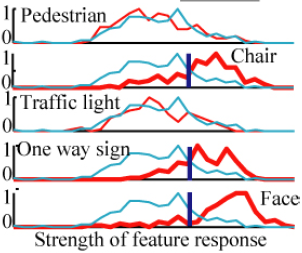 1
Pedestrian
0
1
Chair
0
1
Traffic light
0
1
One way sign
0
1
Face
0
Strength of feature response